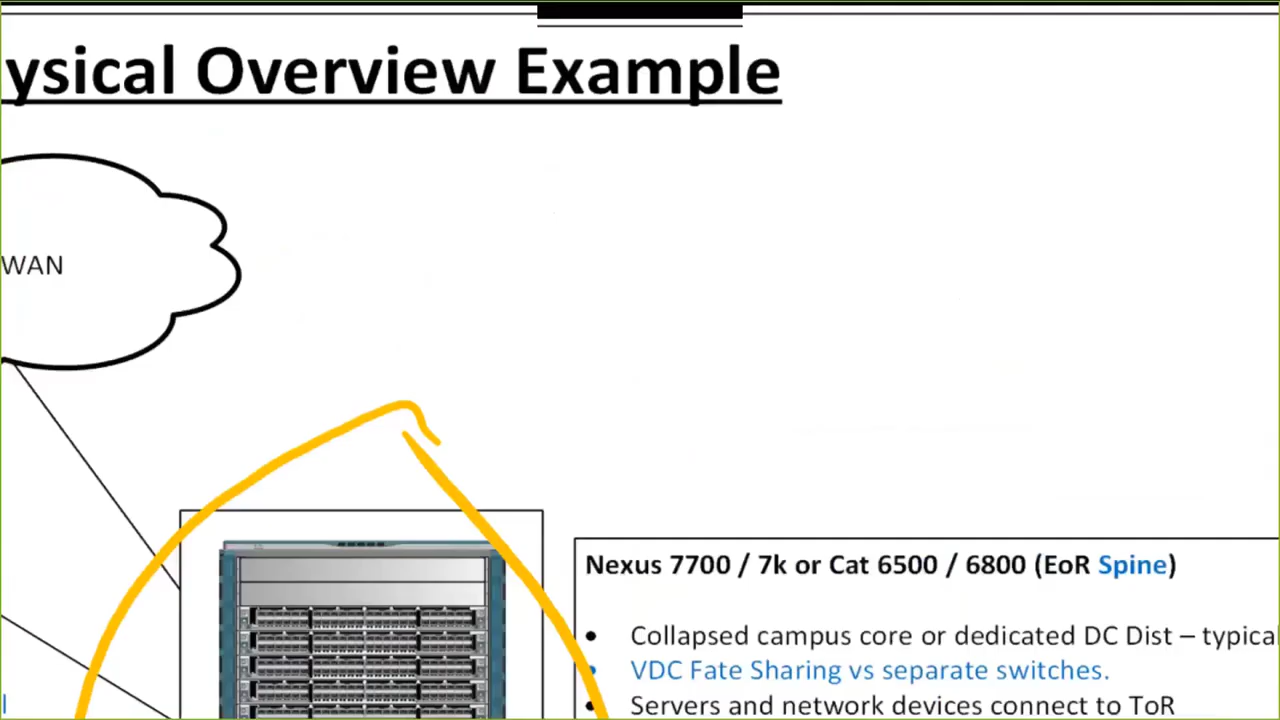 ysical Overview Example
WAN
Nexus 7700 / 7k or Cat 6500 / 6800 (EoR Spine)
• Collapsed campus core or dedicated DC Dist – typica
• VDC Fate Sharing vs separate switches.
• Servers and network devices connect to ToR
l